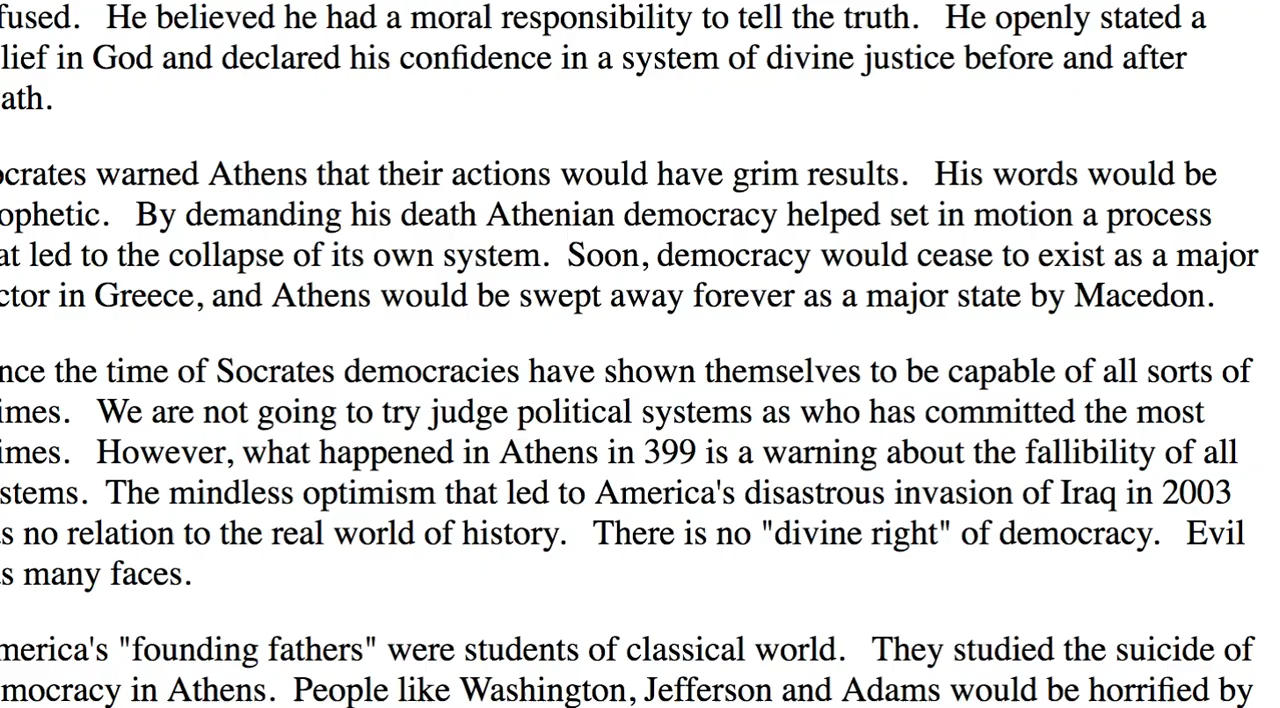 fused. He believed he had a moral responsibility to tell the truth. He openly stated a
lief in God and declared his confidence in a system of divine justice before and after
ath.
ocrates warned Athens that their actions would have grim results. His words would be
ophetic. By demanding his death Athenian democracy helped set in motion a process
at led to the collapse of its own system. Soon, democracy would cease to exist as a major
ctor in Greece, and Athens would be swept away forever as a major state by Macedon.
nce the time of Socrates democracies have shown themselves to be capable of all sorts of
imes. We are not going to try judge political systems as who has committed the most
imes. However, what happened in Athens in 399 is a warning about the fallibility of all
stems. The mindless optimism that led to America's disastrous invasion of Iraq in 2003
s no relation to the real world of history. There is no "divine right" of democracy. Evil
s many faces.
merica's "founding fathers" were students of classical world. They studied the suicide of
mocracy in Athens. People like Washington, Jefferson and Adams would be horrified by